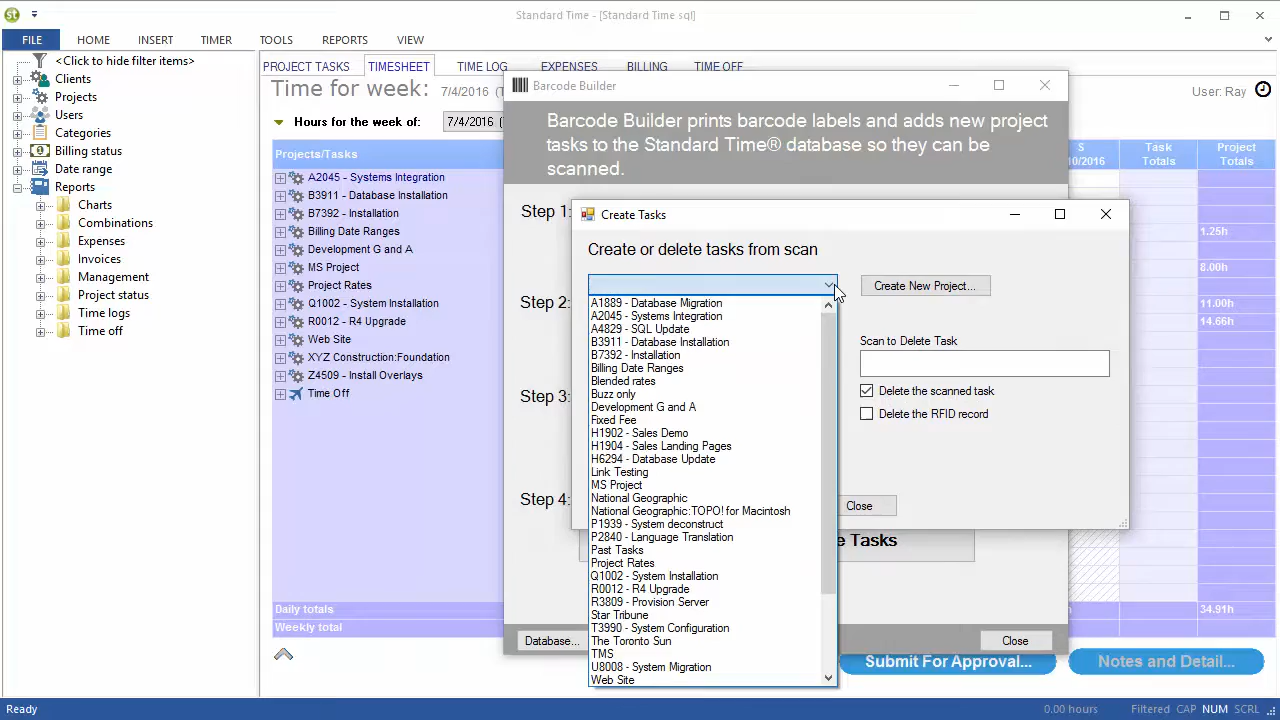 st
Standard Time - [Standard Time sql]
FILE HOME INSERT TIMER TOOLS REPORTS VIEW
<Click to hide filter items>
Clients
Projects
Users
Categories
Billing status
Date range
Reports
Charts
Combinations
Expenses
Invoices
Management
Project status
Time logs
Time off
PROJECT TASKS TIMESHEET TIME LOG EXPENSES BILLING TIME OFF
Time for week: 7/4/2016
User: Ray
Hours for the week of: 7/4/2016
Projects/Tasks
S
10/2016
Task Totals
Project Totals
A2045 - Systems Integration
B3911 - Database Installation
B7392 - Installation
Billing Date Ranges 1.25h
Development G and A
MS Project 8.00h
Project Rates
Q1002 - System Installation 11.00h
R0012 - R4 Upgrade 14.66h
Web Site
XYZ Construction:Foundation
Z4509 - Install Overlays
Time Off
Daily totals 34.91h
Weekly total
Submit For Approval... Notes and Detail...
Barcode Builder
Barcode Builder prints barcode labels and adds new project
tasks to the Standard Time® database so they can be
scanned.
Step 1:
Step 2:
Step 3:
Step 4:
e Tasks
Database... Close
Create Tasks
Create or delete tasks from scan
Create New Project...
Scan to Delete Task
Delete the scanned task
Delete the RFID record
Close
A1889 - Database Migration
A2045 - Systems Integration
A4829 - SQL Update
B3911 - Database Installation
B7392 - Installation
Billing Date Ranges
Blended rates
Buzz only
Development G and A
Fixed Fee
H1902 - Sales Demo
H1904 - Sales Landing Pages
H6294 - Database Update
Link Testing
MS Project
National Geographic
National Geographic:TOPO! for Macintosh
P1939 - System deconstruct
P2840 - Language Translation
Past Tasks
Project Rates
Q1002 - System Installation
R0012 - R4 Upgrade
R3809 - Provision Server
Star Tribune
T3990 - System Configuration
The Toronto Sun
TMS
U8008 - System Migration
Web Site
Ready 0.00 hours Filtered CAP NUM SCRL